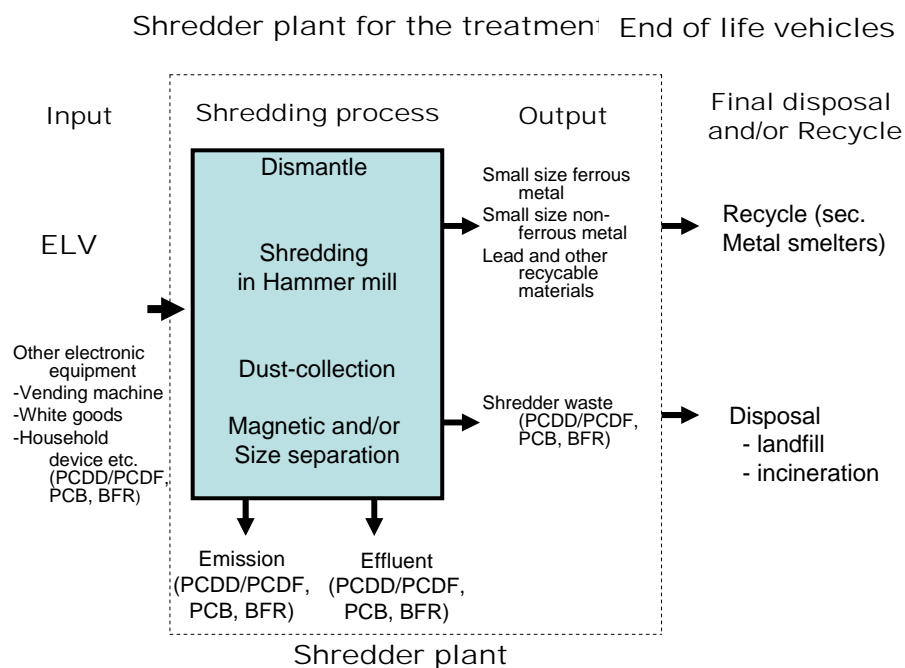 Shredder plant for the treatment End of life vehicles
Input
Shredding process
Output
Final disposal
and/or Recycle
ELV
Other electronic
equipment
-Vending machine
-White goods
-Household
device etc.
(PCDD/PCDF,
PCB, BFR)
Dismantle
Shredding
in Hammer mill
Dust-collection
Magnetic and/or
Size separation
Small size ferrous
metal
Small size non-
ferrous metal
Lead and other
recycable
materials
Shredder waste
(PCDD/PCDF,
PCB, BFR)
Recycle (sec.
Metal smelters)
Disposal
- landfill
- incineration
Emission
(PCDD/PCDF,
PCB, BFR)
Effluent
(PCDD/PCDF,
PCB, BFR)
Shredder plant